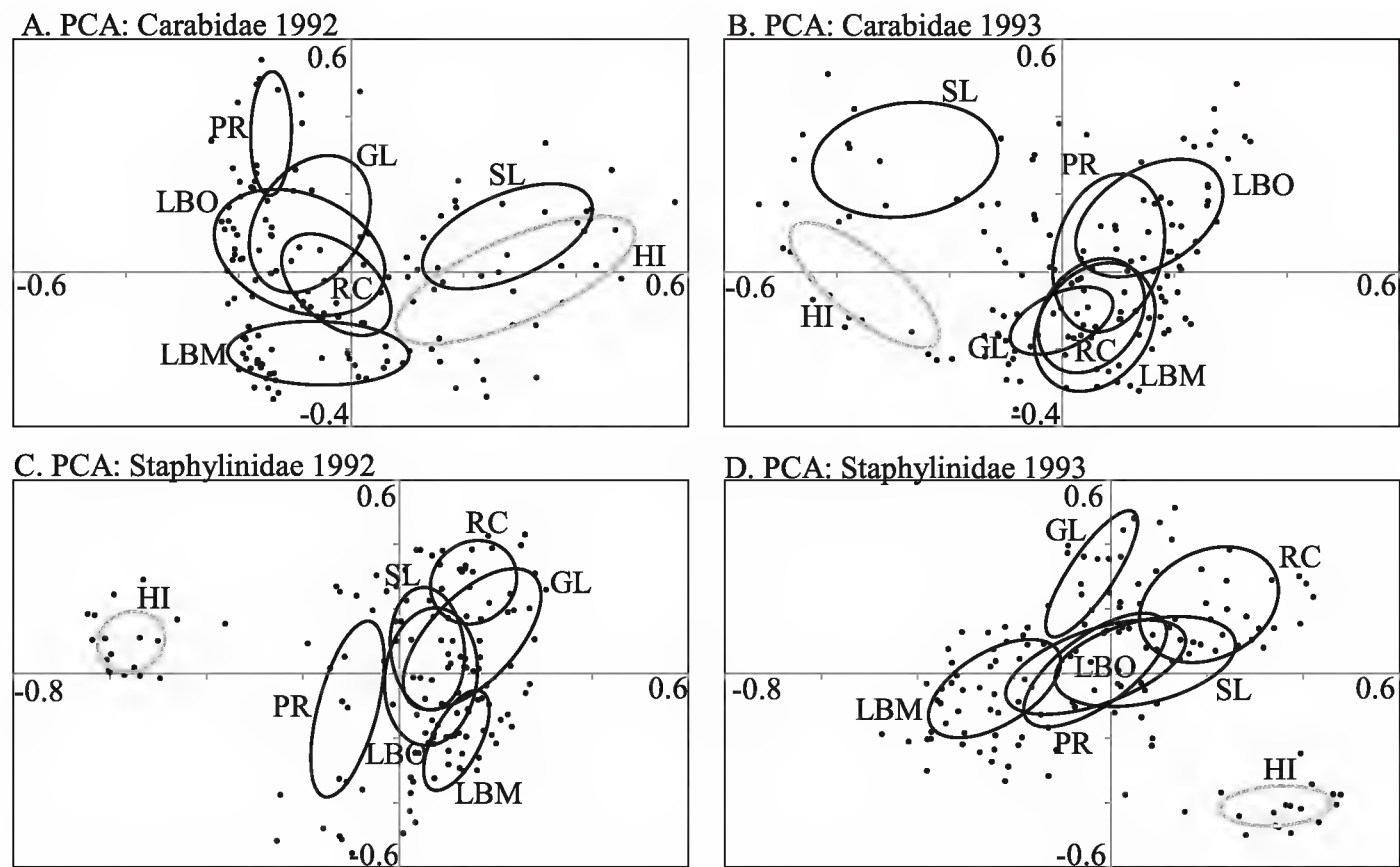 A. PCA: Carabidae 1992
0.6
PR
GL
SL
LBO
HI
-0.6
RC
0.6
LBM
-0.4
B. PCA: Carabidae 1993
0.6
SL
PR
LBO
-0.6
0.6
HI
GL
RC
LBM
-0.4
C. PCA: Staphylinidae 1992
0.6
RC
SL
GL
HI
-0.8
0.6
PR
LBO
LBM
-0.6
D. PCA: Staphylinidae 1993
0.6
GL
RC
LBO
-0.8
0.6
LBM
SL
PR
HI
-0.6